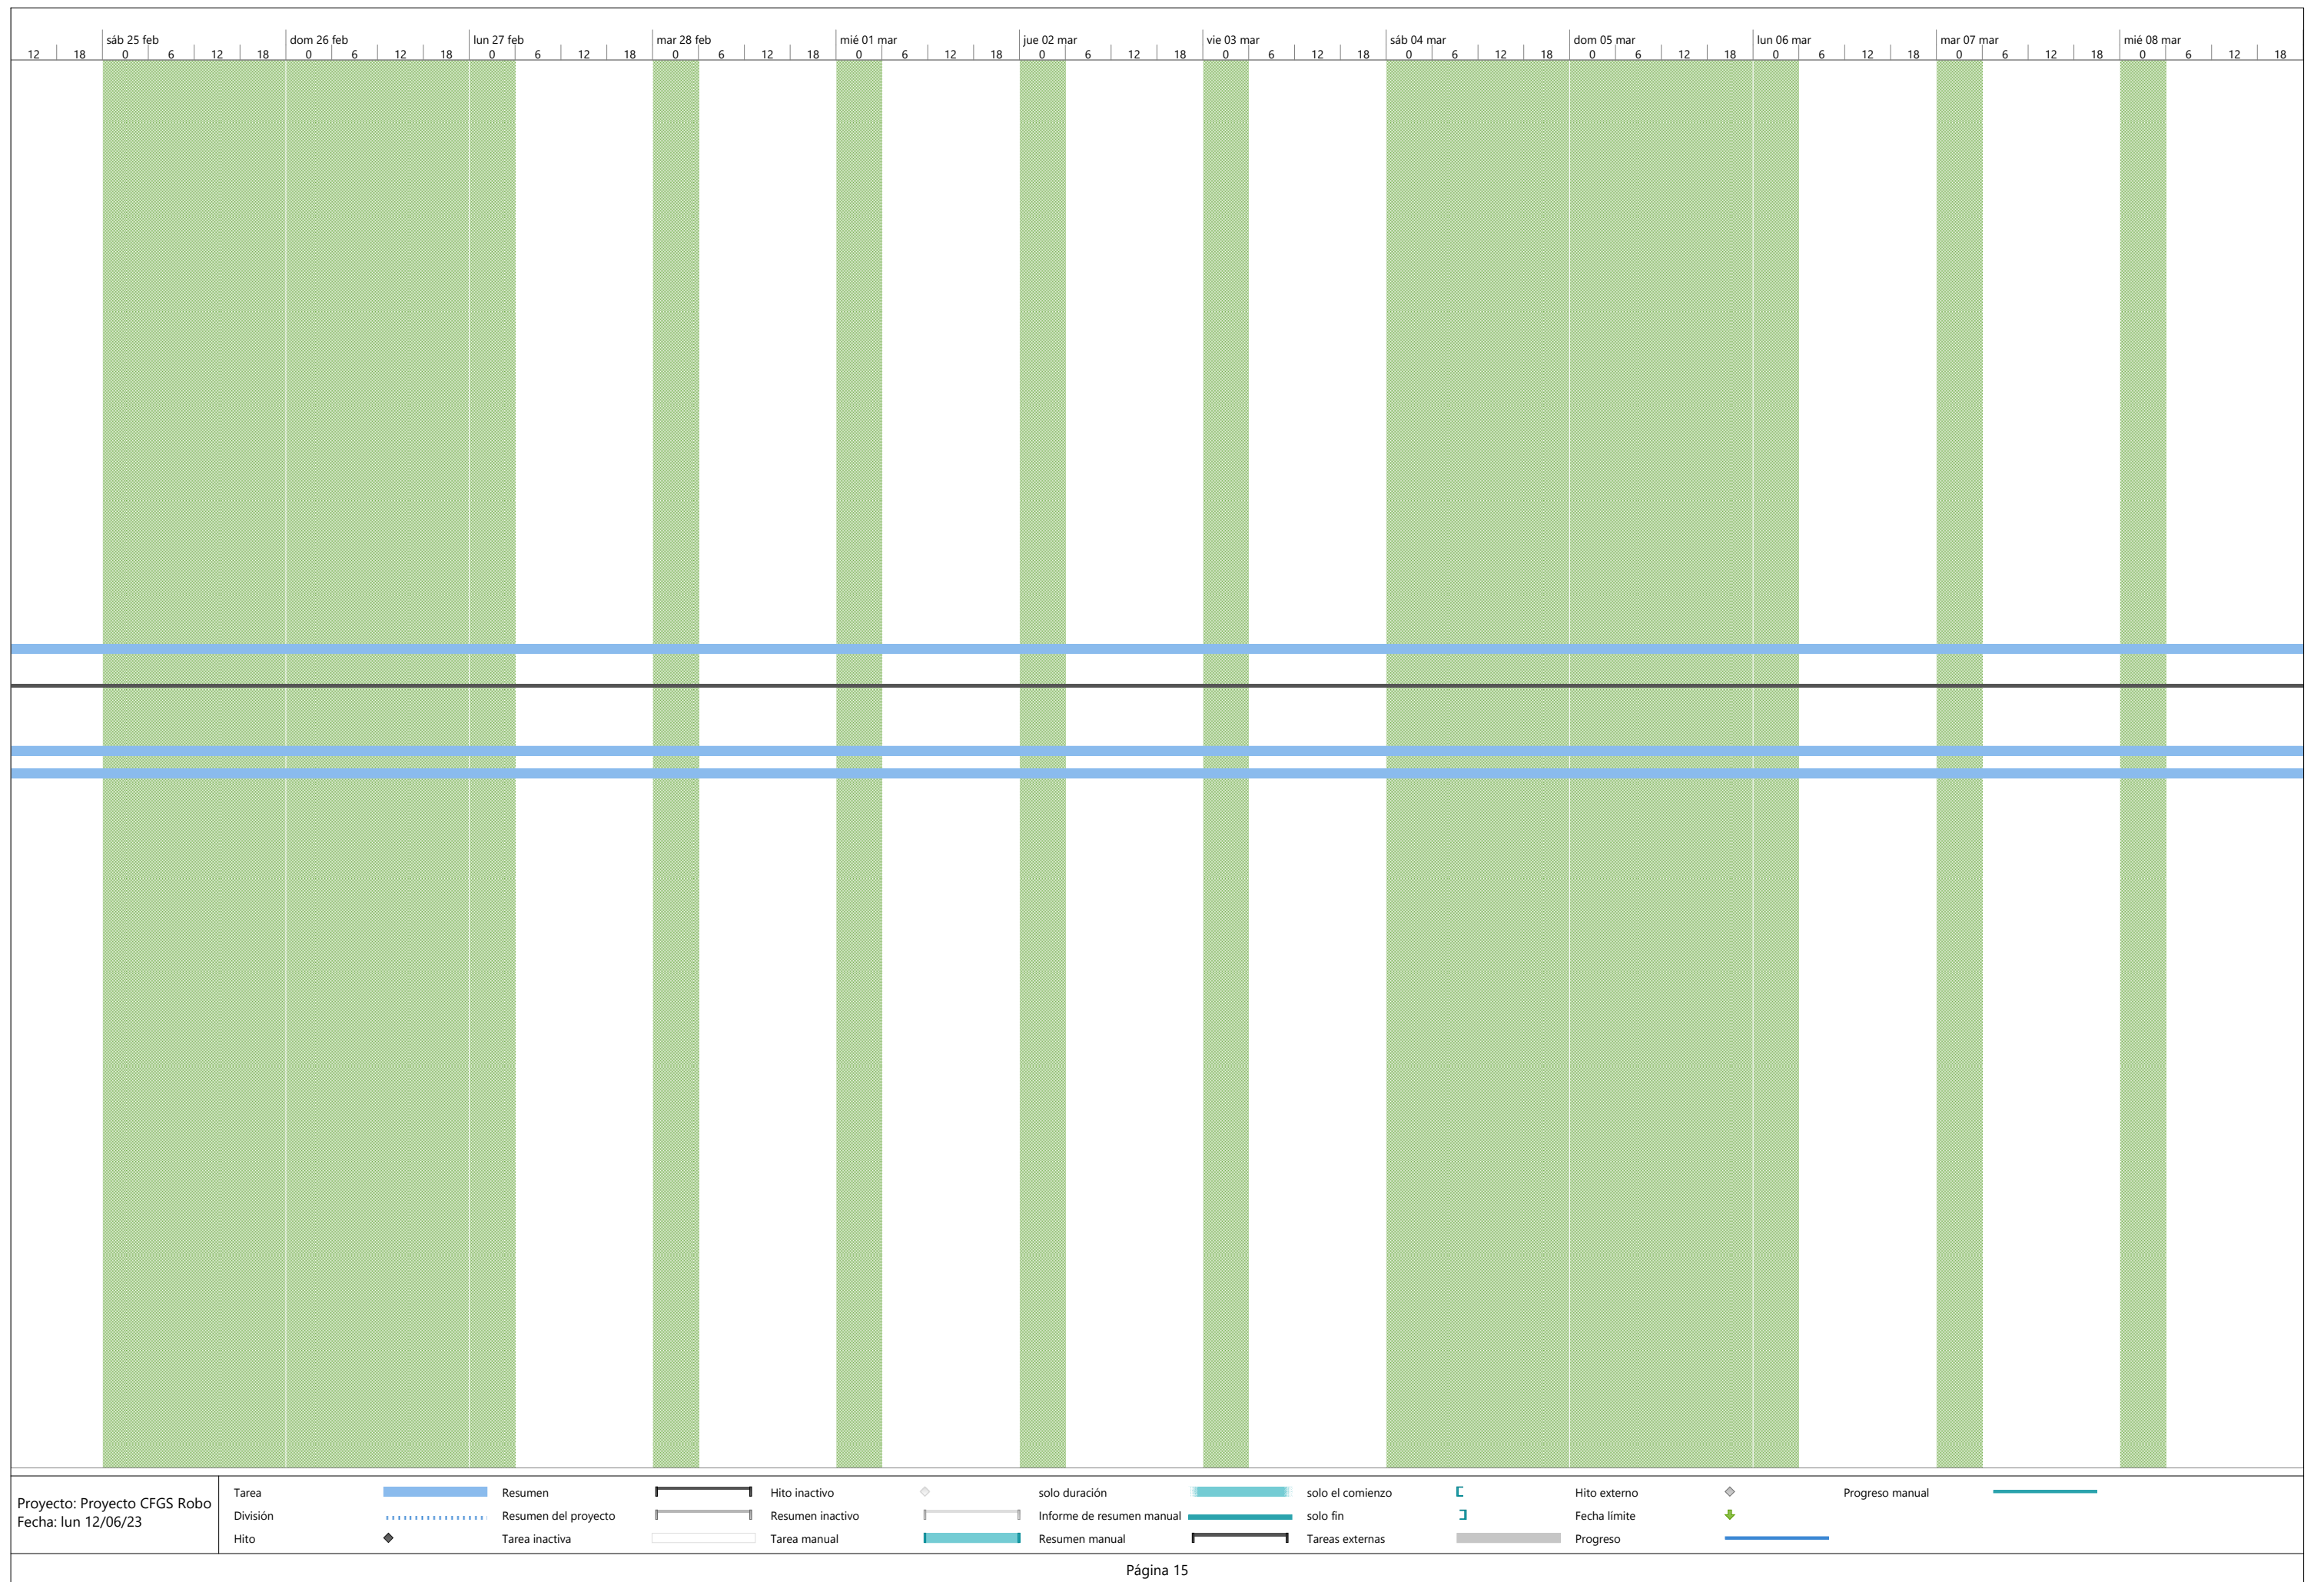 sáb 25 feb dom 26 feb lun 27 feb mar 28 feb mié 01 mar jue 02 mar vie 03 mar sáb 04 mar dom 05 mar lun 06 mar mar 07 mar mié 08 mar
12 18 0 6 12 18 0 6 12 18 0 6 12 18 0 6 12 18 0 6 12 18 0 6 12 18 0 6 12 18 0 6 12 18 0 6 12 18 0 6 12 18 0 6 12 18 0 6 12 18
Proyecto: Proyecto CFGS Robo
Fecha: lun 12/06/23
Tarea Resumen Hito inactivo solo duración solo el comienzo Hito externo Progreso manual
División Resumen del proyecto Resumen inactivo Informe de resumen manual solo fin Fecha límite
Hito Tarea inactiva Tarea manual Resumen manual Tareas externas Progreso
Página 15